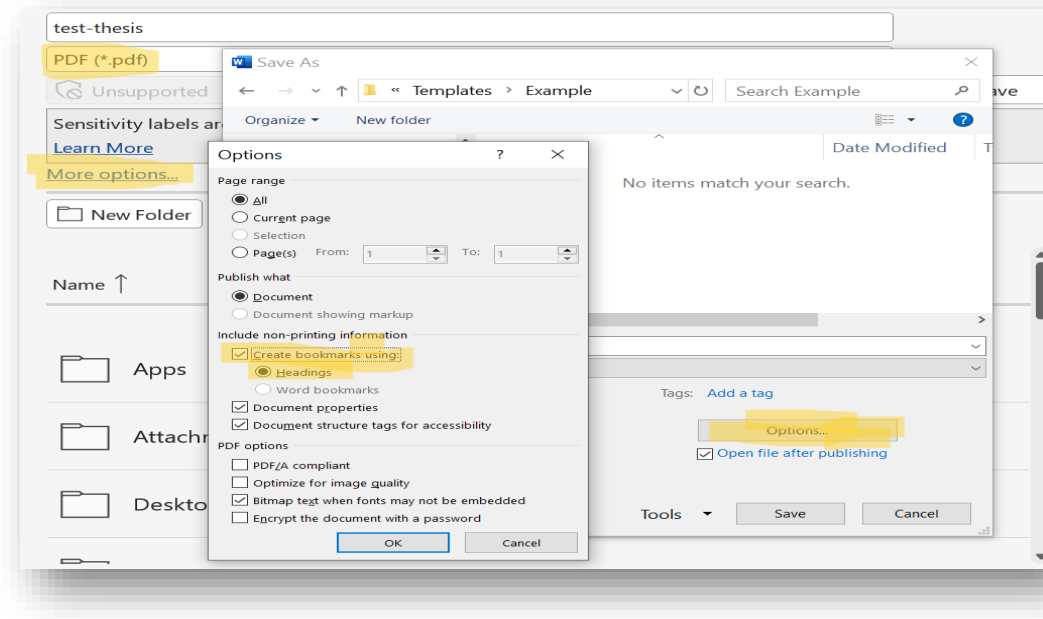 test-thesis
PDF (*.pdf)
Unsupported
Sensitivity labels ar
Learn More
More options...
New Folder
Name
Apps
Attachr
Deskto
ave
Save As
« Templates > Example
Search Example
Organize
New folder
?
Date Modified
T
No items match your search.
Tags: Add a tag
Options...
Open file after publishing
Tools
Save
Cancel
Options
?
Page range
All
Current page
Selection
Page(s) From: 1 To: 1
Publish what
Document
Document showing markup
Include non-printing information
Create bookmarks using:
Headings
Word bookmarks
Document properties
Document structure tags for accessibility
PDF options
PDF/A compliant
Optimize for image quality
Bitmap text when fonts may not be embedded
Encrypt the document with a password
OK
Cancel